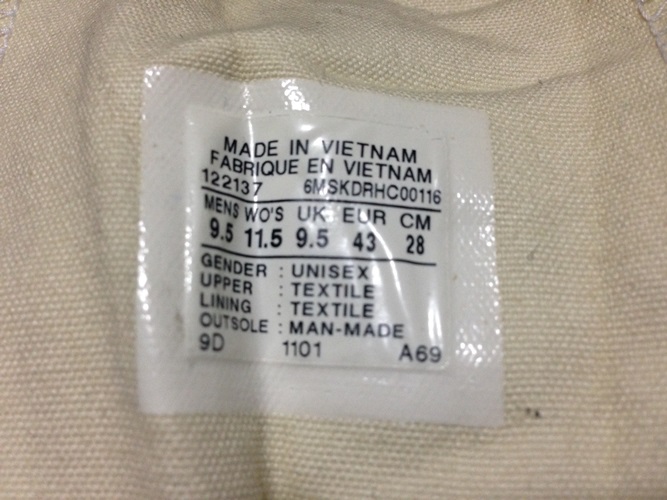 MADE IN VIETNAM
FABRIQUE EN VIETNAM
122137 6MSKDRHC00116
MENS WO'S UK EUR CM
9.5 11.5 9.5 43 28
GENDER : UNISEX
UPPER : TEXTILE
LINING : TEXTILE
OUTSOLE : MAN-MADE
9D 1101 A69